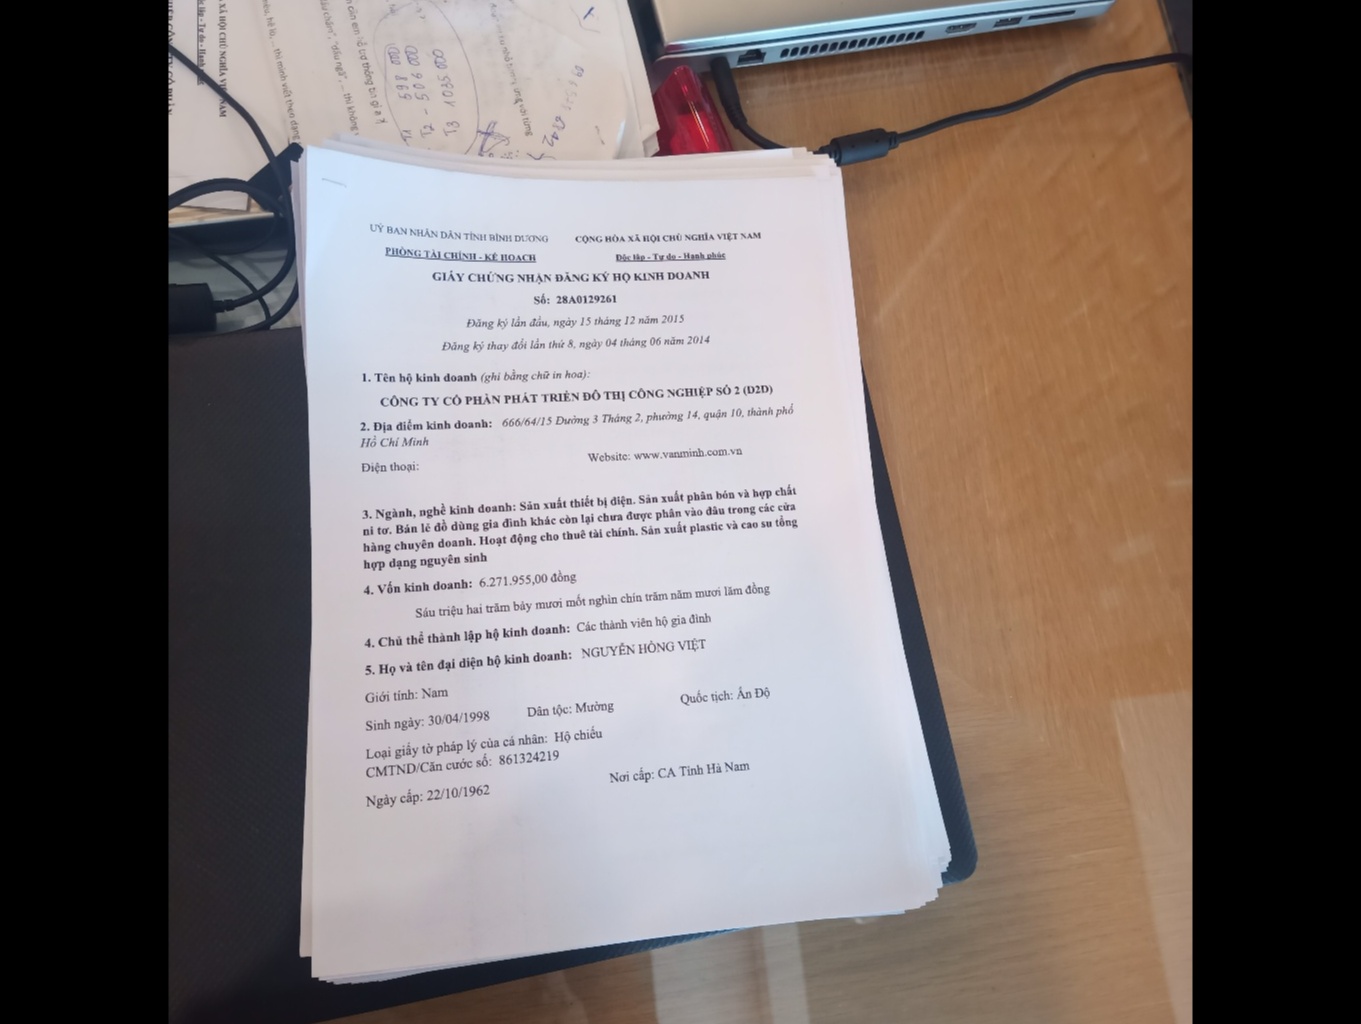 UỶ BAN NHÂN DÂN TỈNH BÌNH DƯƠNG
CỘNG HÒA XÃ HỘI CHỦ NGHĨA VIỆT NAM
PHÒNG TÀI CHÍNH - KẾ HOẠCH
Độc lập - Tự do - Hạnh phúc
GIẤY CHỨNG NHẬN ĐĂNG KÝ HỘ KINH DOANH
Số: 28A0129261
Đăng ký lần đầu, ngày 15 tháng 12 năm 2015
Đăng ký thay đổi lần thứ 8, ngày 04 tháng 06 năm 2014
1. Tên hộ kinh doanh (ghi bằng chữ in hoa):
CÔNG TY CỔ PHẦN PHÁT TRIỂN ĐÔ THỊ CÔNG NGHIỆP SỐ 2 (D2D)
2. Địa điểm kinh doanh: 666/64/15 Đường 3 Tháng 2, phường 14, quận 10, thành phố
Hồ Chí Minh
Điện thoại:
Website: www.vanminh.com.vn
3. Ngành, nghề kinh doanh: Sản xuất thiết bị điện. Sản xuất phân bón và hợp chất
ni tơ. Bán lẻ đồ dùng gia đình khác còn lại chưa được phân vào đâu trong các cửa
hàng chuyên doanh. Hoạt động cho thuê tài chính. Sản xuất plastic và cao su tổng
hợp dạng nguyên sinh
4. Vốn kinh doanh: 6.271.955,00 đồng
Sáu triệu hai trăm bảy mươi mốt nghìn chín trăm năm mươi lăm đồng
4. Chủ thể thành lập hộ kinh doanh: Các thành viên hộ gia đình
5. Họ và tên đại diện hộ kinh doanh: NGUYỄN HỒNG VIỆT
Giới tính: Nam
Sinh ngày: 30/04/1998
Dân tộc: Mường
Quốc tịch: Ấn Độ
Loại giấy tờ pháp lý của cá nhân: Hộ chiếu
CMTND/Căn cước số: 861324219
Ngày cấp: 22/10/1962
Nơi cấp: CA Tỉnh Hà Nam
T2 - 506 000
T3 1085 000